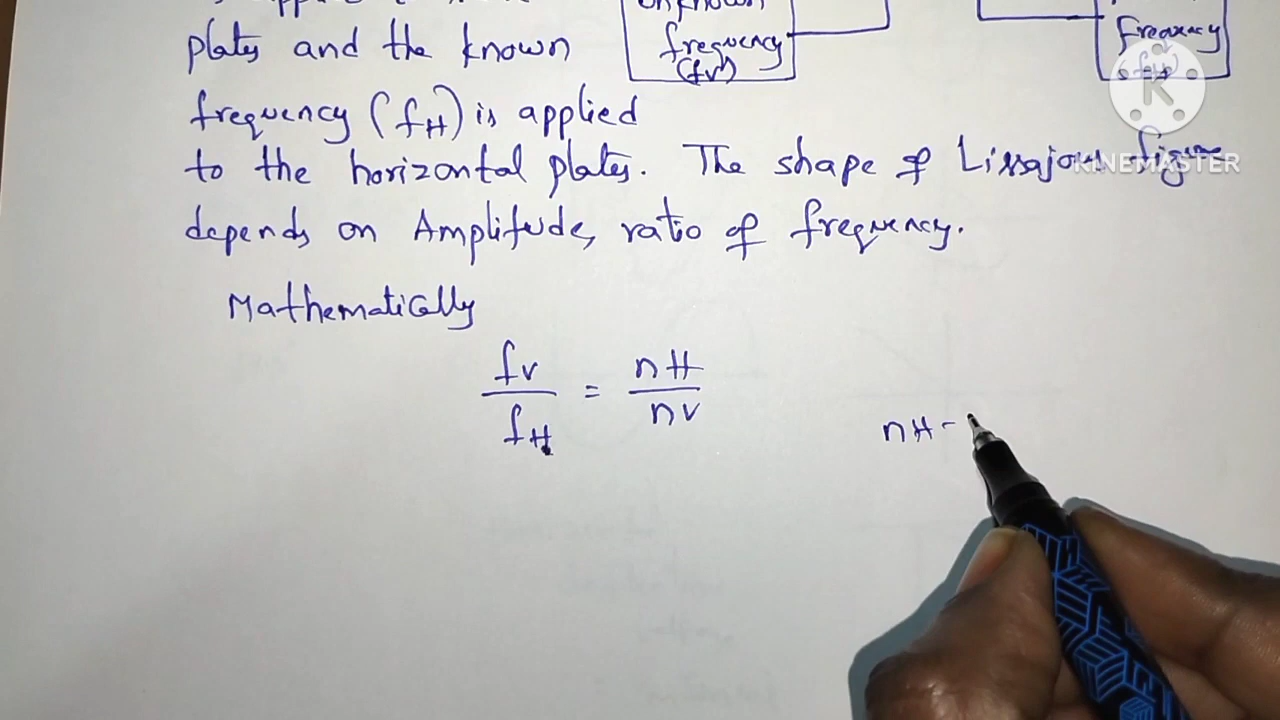 unknown
plates and the known
frequency
(fv)
frequency
frequency (fH) is applied
to the horizontal plates. The shape of Lissajous figure
KINEMASTER
depends on Amplitude, ratio of frequency.
Mathematically
fv / fH = nH / nv
nH -